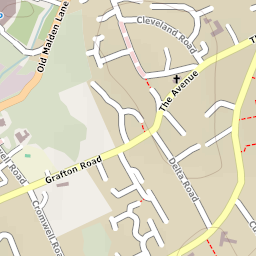 Cleveland Road
Old Malden Lane
The Avenue
Grafton Road
Delta Road
Cromwell Road